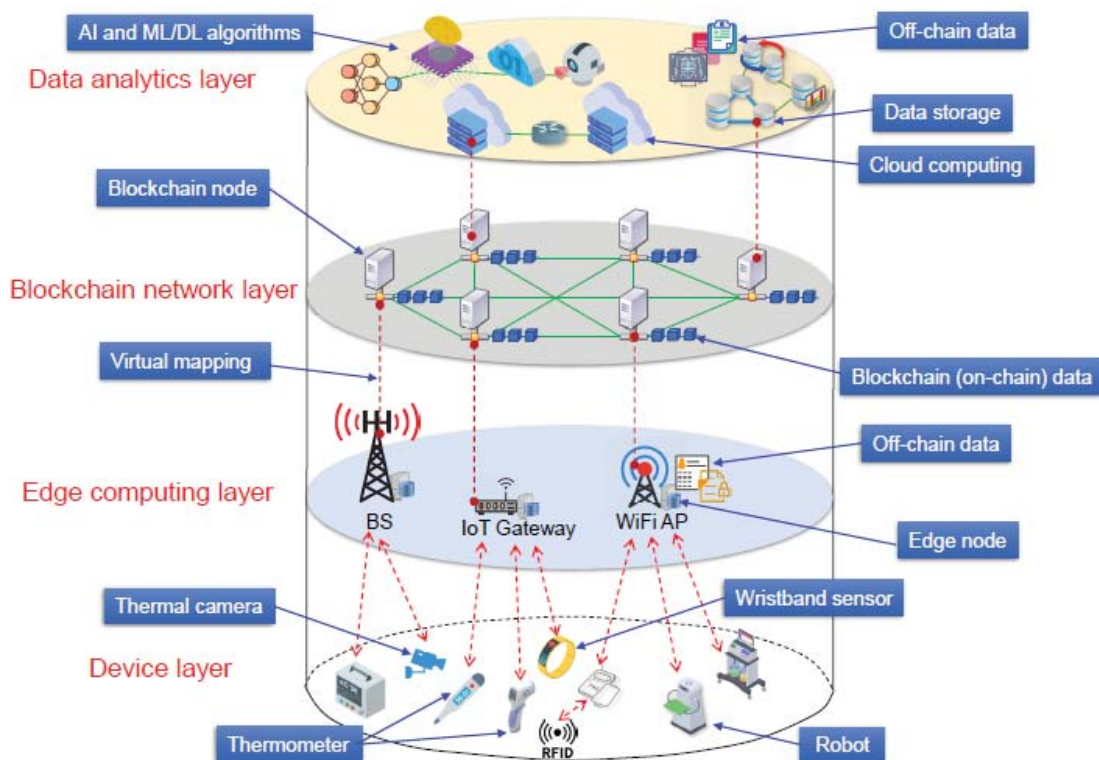 AI and ML/DL algorithms
Off-chain data
Data analytics layer
01
Data storage
Cloud computing
Blockchain node
Blockchain network layer
Virtual mapping
Blockchain (on-chain) data
Off-chain data
Edge computing layer
BS
IoT Gateway
WiFi AP
Edge node
Thermal camera
Wristband sensor
Device layer
Thermometer
RFID
Robot